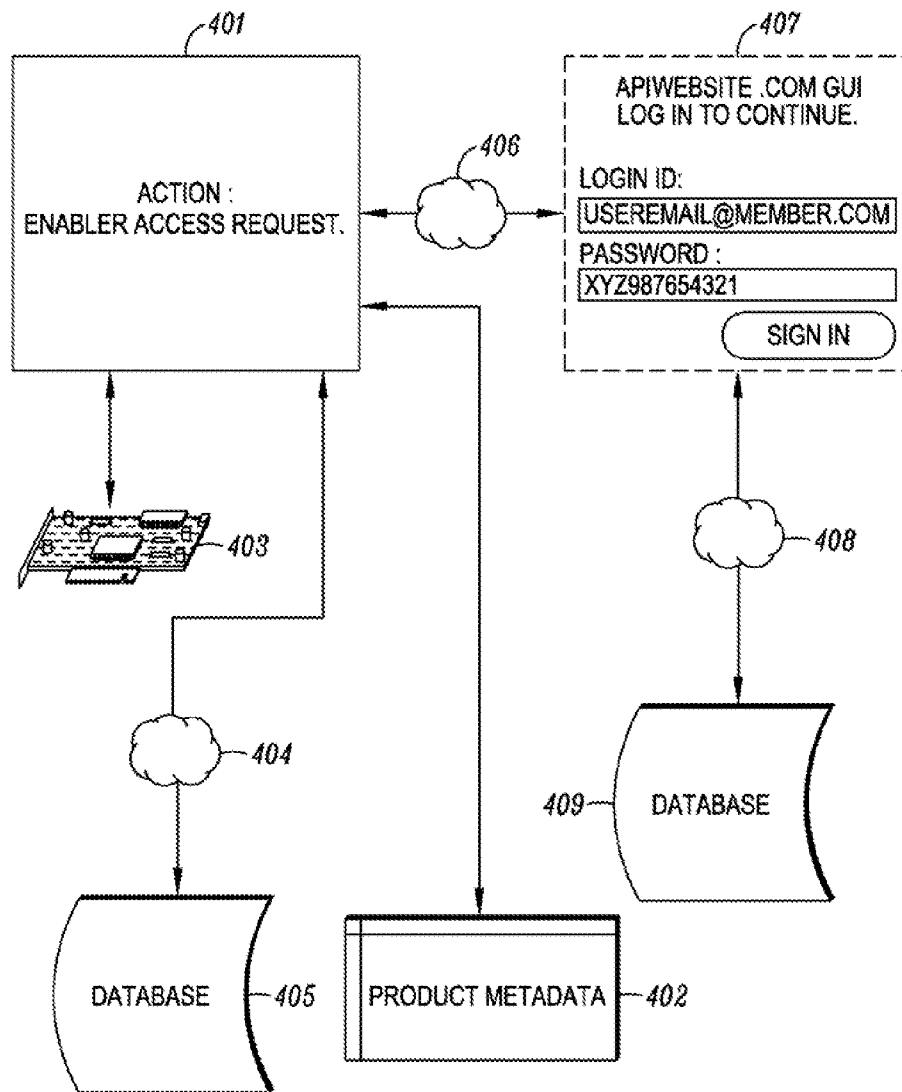 401
407
ACTION :
ENABLER ACCESS REQUEST.
406
APIWEBSITE .COM GUI
LOG IN TO CONTINUE.
LOGIN ID:
USEREMAIL@MEMBER.COM
PASSWORD :
XYZ987654321
SIGN IN
403
408
404
409
DATABASE
DATABASE
405
PRODUCT METADATA
402